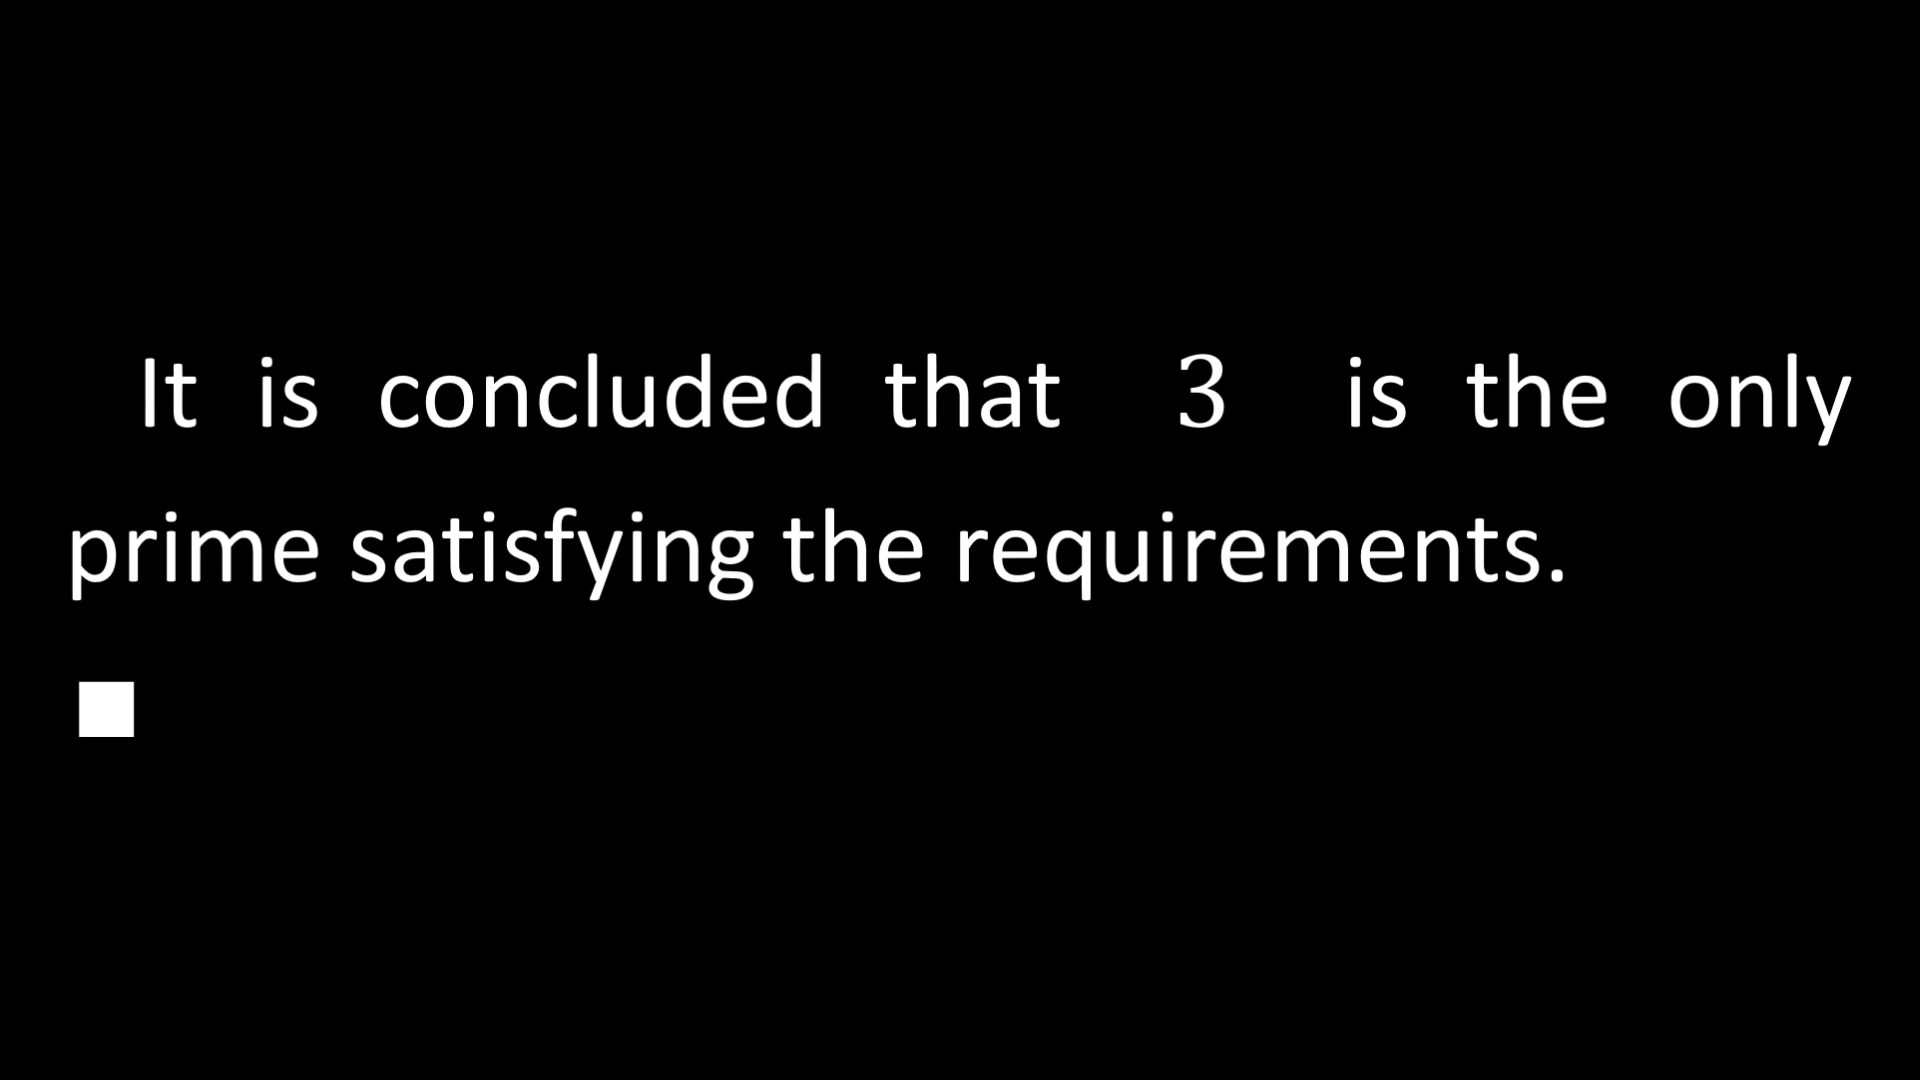 It is concluded that 3 is the only
prime satisfying the requirements.
■